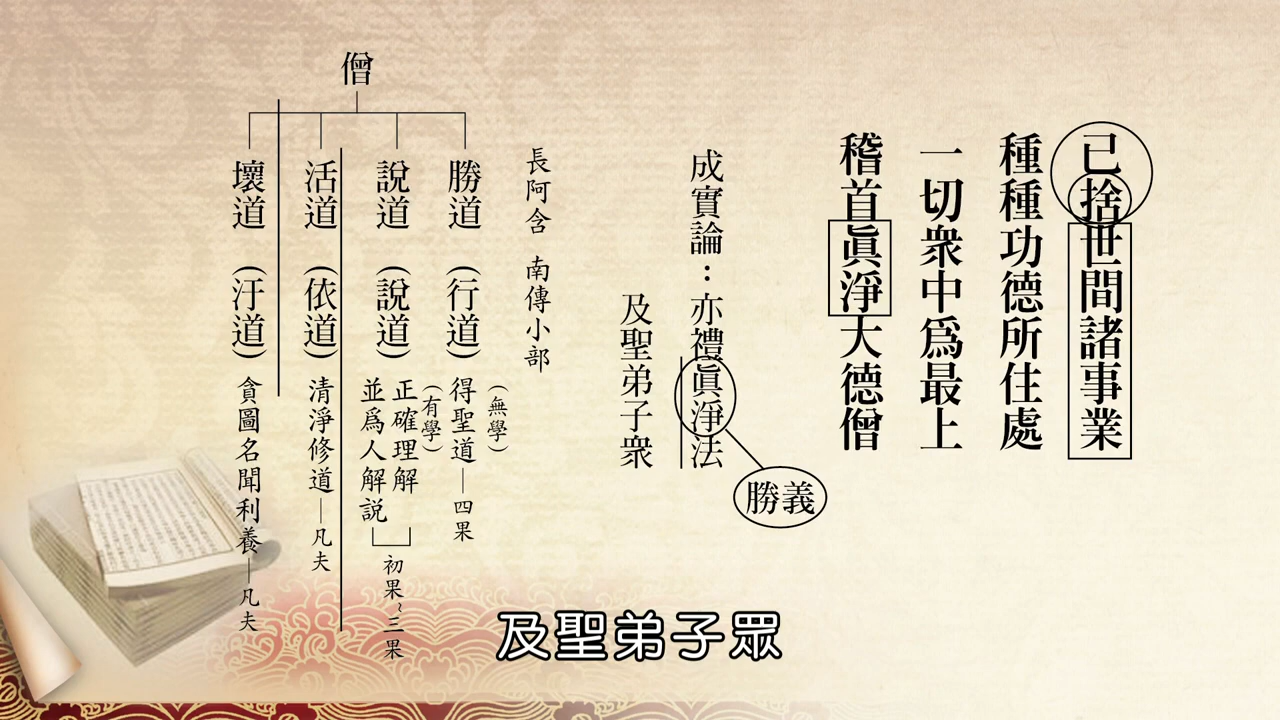 已捨世間諸事業
種種功德所住處
一切衆中爲最上
稽首眞淨大德僧
成實論：亦禮眞淨法
勝義
及聖弟子衆
長阿含 南傳小部
僧
勝道（行道）得聖道—四果
（無學）
說道（說道）正確理解
並爲人解説
（有學）
初果~三果
活道（依道）清淨修道—凡夫
壞道（汙道）貪圖名聞利養—凡夫
及聖弟子眾